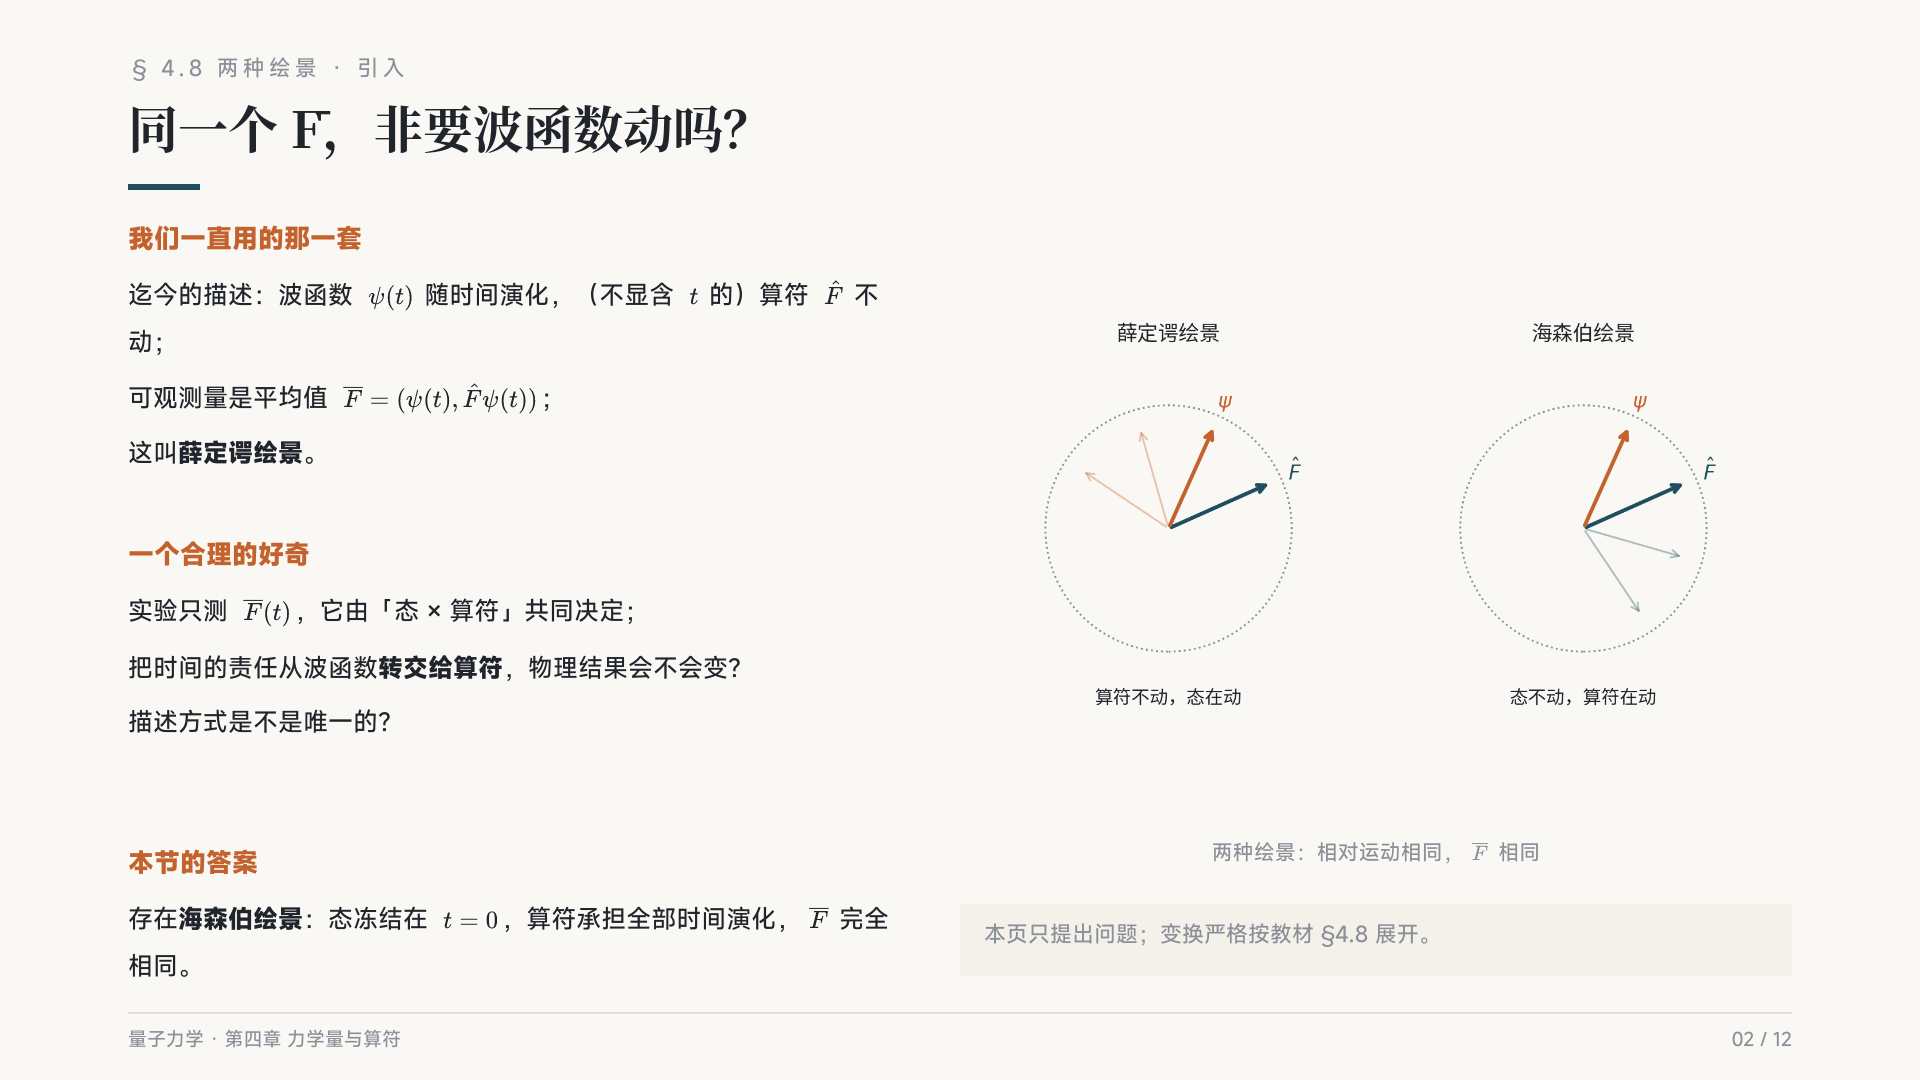 § 4.8 两种绘景 · 引入
同一个 F̅，非要波函数动吗？
我们一直用的那一套
迄今的描述：波函数 ψ(t) 随时间演化，（不显含 t 的）算符 F̂ 不
动；
可观测量是平均值 F̅ = (ψ(t), F̂ψ(t))；
这叫薛定谔绘景。
一个合理的好奇
实验只测 F̅(t)，它由「态 × 算符」共同决定；
把时间的责任从波函数转交给算符，物理结果会不会变？
描述方式是不是唯一的？
本节的答案
存在海森伯绘景：态冻结在 t = 0，算符承担全部时间演化，F̅ 完全
相同。
薛定谔绘景
ψ
F̂
算符不动，态在动
海森伯绘景
ψ
F̂
态不动，算符在动
两种绘景：相对运动相同，F̅ 相同
本页只提出问题；变换严格按教材 §4.8 展开。
量子力学 · 第四章 力学量与算符
02 / 12